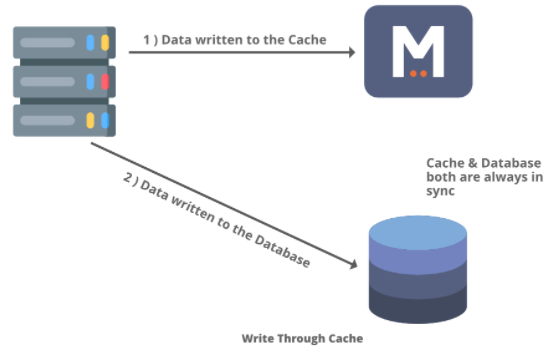 1 ) Data written to the Cache
M
2 ) Data written to the Database
Cache & Database
both are always in
sync
Write Through Cache